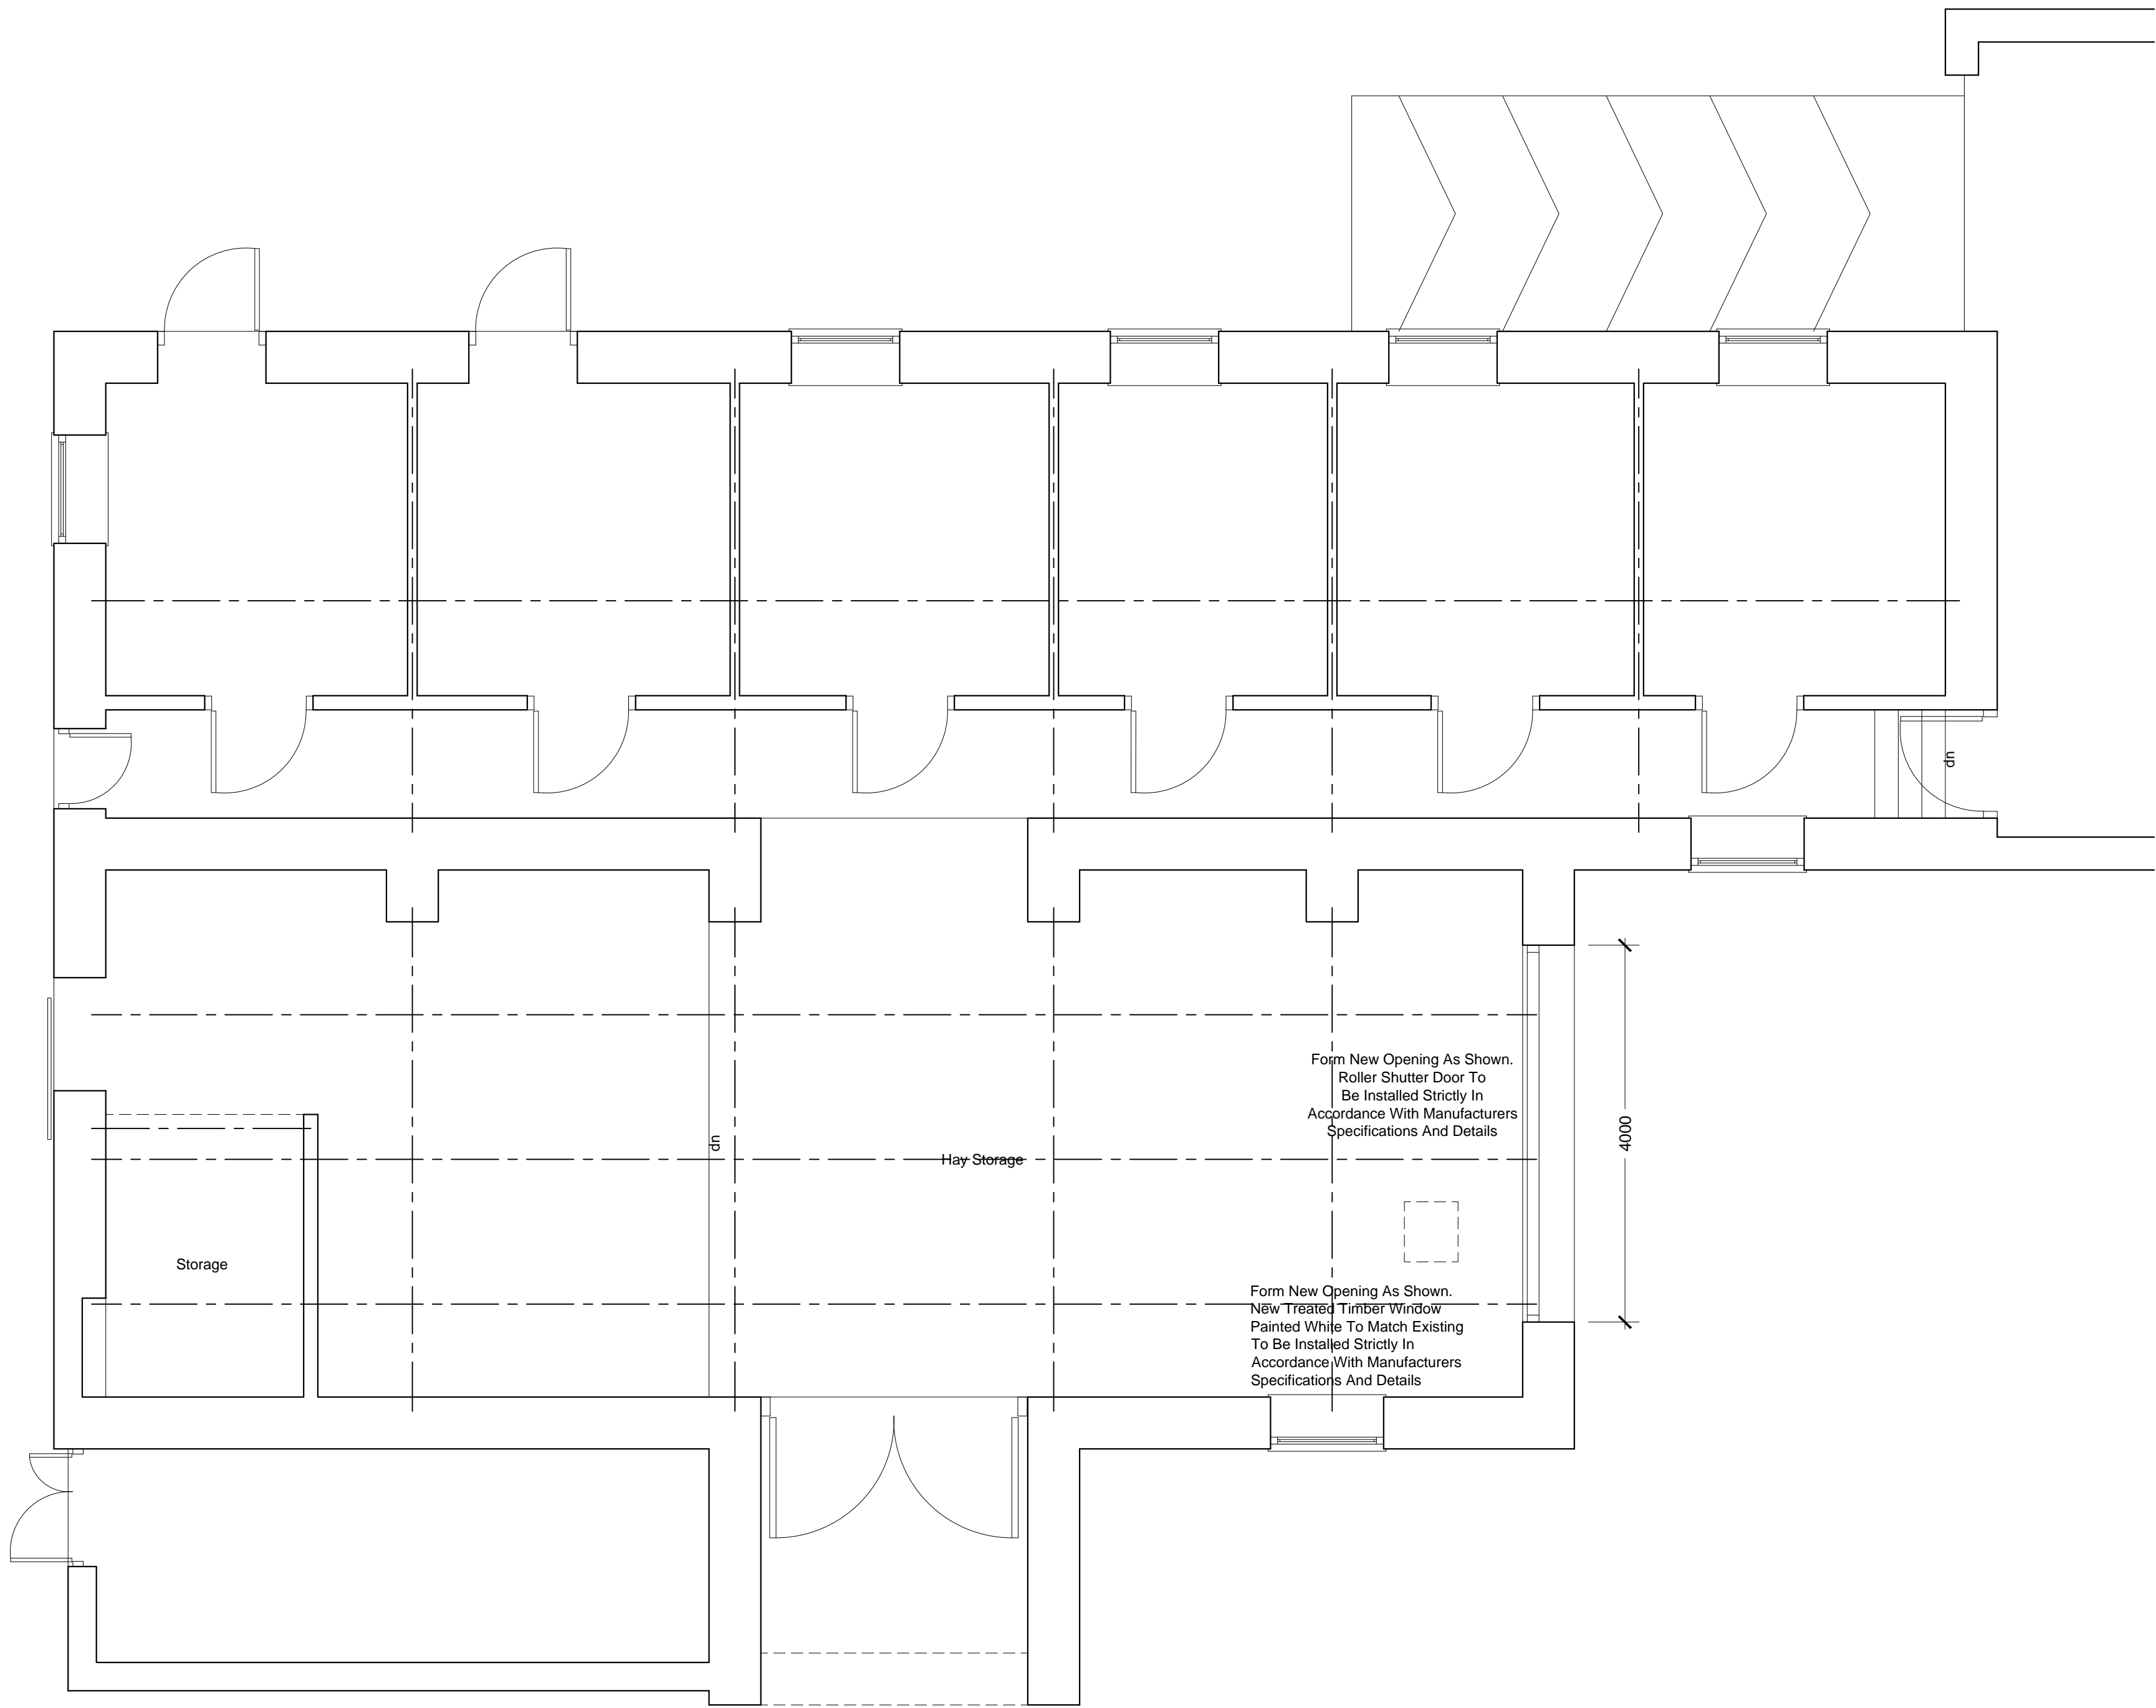 dn
Form New Opening As Shown.
Roller Shutter Door To
Be Installed Strictly In
Accordance With Manufacturers
Specifications And Details
4000
dn
Hay Storage
Storage
Form New Opening As Shown.
New Treated Timber Window
Painted White To Match Existing
To Be Installed Strictly In
Accordance With Manufacturers
Specifications And Details